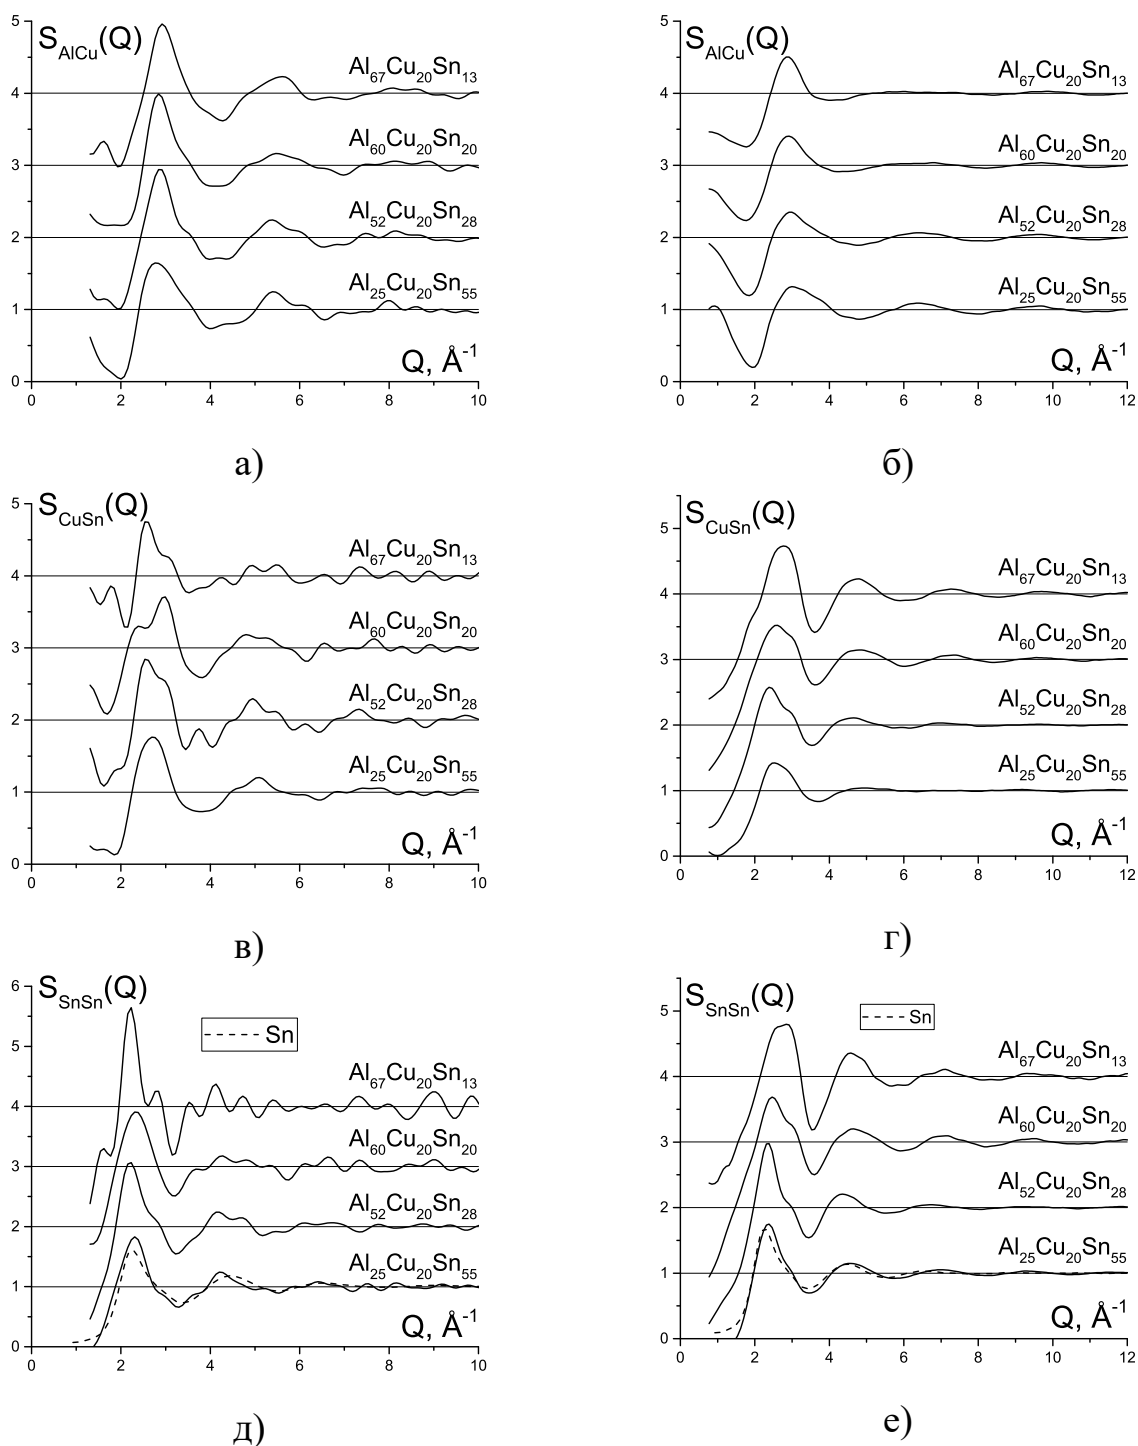 S_AlCu(Q)
5
4
3
2
1
0
Al₆₇Cu₂₀Sn₁₃
Al₆₀Cu₂₀Sn₂₀
Al₅₂Cu₂₀Sn₂₈
Al₂₅Cu₂₀Sn₅₅
Q, Å⁻¹
0 2 4 6 8 10
а)
S_AlCu(Q)
5
4
3
2
1
0
Al₆₇Cu₂₀Sn₁₃
Al₆₀Cu₂₀Sn₂₀
Al₅₂Cu₂₀Sn₂₈
Al₂₅Cu₂₀Sn₅₅
Q, Å⁻¹
0 2 4 6 8 10 12
б)
S_CuSn(Q)
5
4
3
2
1
0
Al₆₇Cu₂₀Sn₁₃
Al₆₀Cu₂₀Sn₂₀
Al₅₂Cu₂₀Sn₂₈
Al₂₅Cu₂₀Sn₅₅
Q, Å⁻¹
0 2 4 6 8 10
в)
S_CuSn(Q)
5
4
3
2
1
0
Al₆₇Cu₂₀Sn₁₃
Al₆₀Cu₂₀Sn₂₀
Al₅₂Cu₂₀Sn₂₈
Al₂₅Cu₂₀Sn₅₅
Q, Å⁻¹
0 2 4 6 8 10 12
г)
S_SnSn(Q)
6
5
4
3
2
1
0
Sn
Al₆₇Cu₂₀Sn₁₃
Al₆₀Cu₂₀Sn₂₀
Al₅₂Cu₂₀Sn₂₈
Al₂₅Cu₂₀Sn₅₅
Q, Å⁻¹
0 2 4 6 8 10
д)
S_SnSn(Q)
5
4
3
2
1
0
Sn
Al₆₇Cu₂₀Sn₁₃
Al₆₀Cu₂₀Sn₂₀
Al₅₂Cu₂₀Sn₂₈
Al₂₅Cu₂₀Sn₅₅
Q, Å⁻¹
0 2 4 6 8 10 12
е)